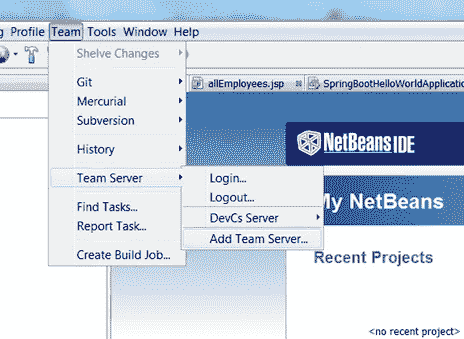 g Profile Team Tools Window Help
Shelve Changes
Git
Mercurial
Subversion
History
Team Server
Find Tasks...
Report Task...
Create Build Job...
Login...
Logout...
DevCs Server
Add Team Server...
allEmployees.jsp SpringBootHelloWorldApplicatio
NetBeans IDE
My NetBeans
Recent Projects
<no recent project>